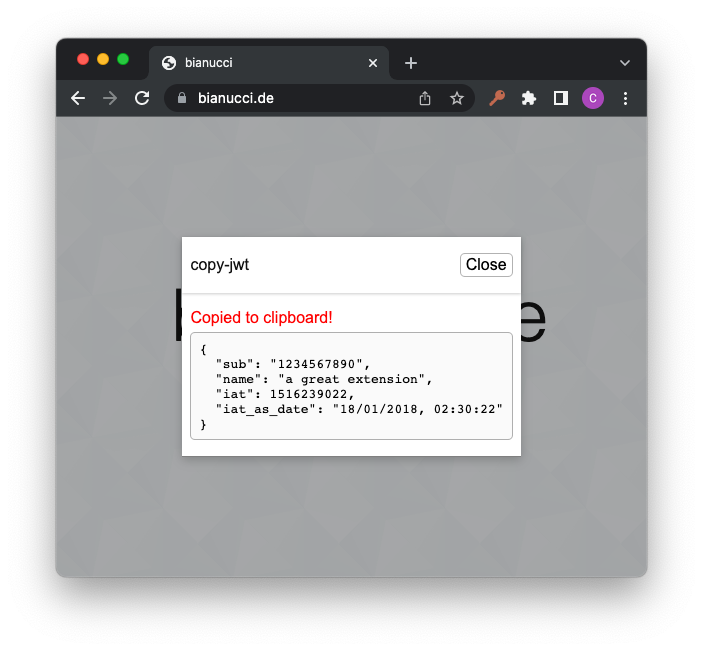 bianucci
bianucci.de
C
copy-jwt
Close
Copied to clipboard!
{
"sub": "1234567890",
"name": "a great extension",
"iat": 1516239022,
"iat_as_date": "18/01/2018, 02:30:22"
}